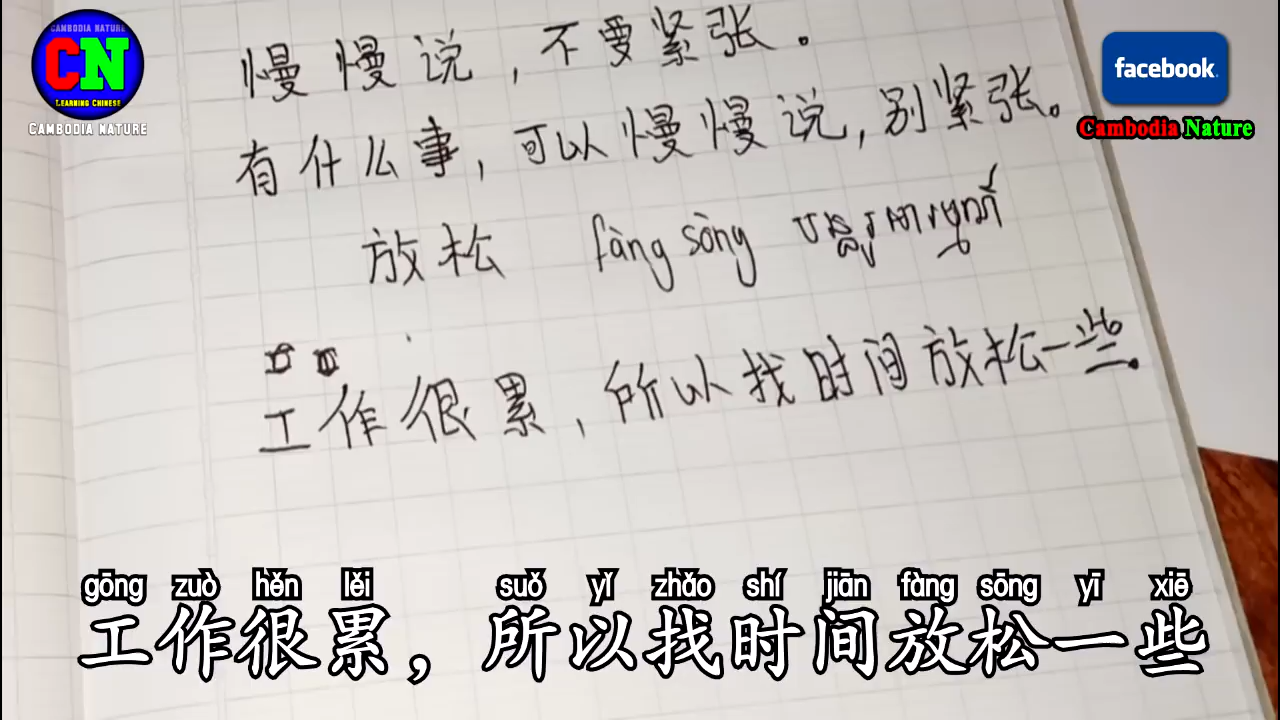 CAMBODIA NATURE
CN
LEARNING CHINESE
CAMBODIA NATURE
facebook
Cambodia Nature
慢慢说，不要紧张。
有什么事，可以慢慢说，别紧张。
放松 fàng sōng
工作很累，所以找时间放松一些。
gōng zuò hěn lěi suǒ yǐ zhǎo shí jiān fàng sōng yī xiē
工作很累，所以找时间放松一些